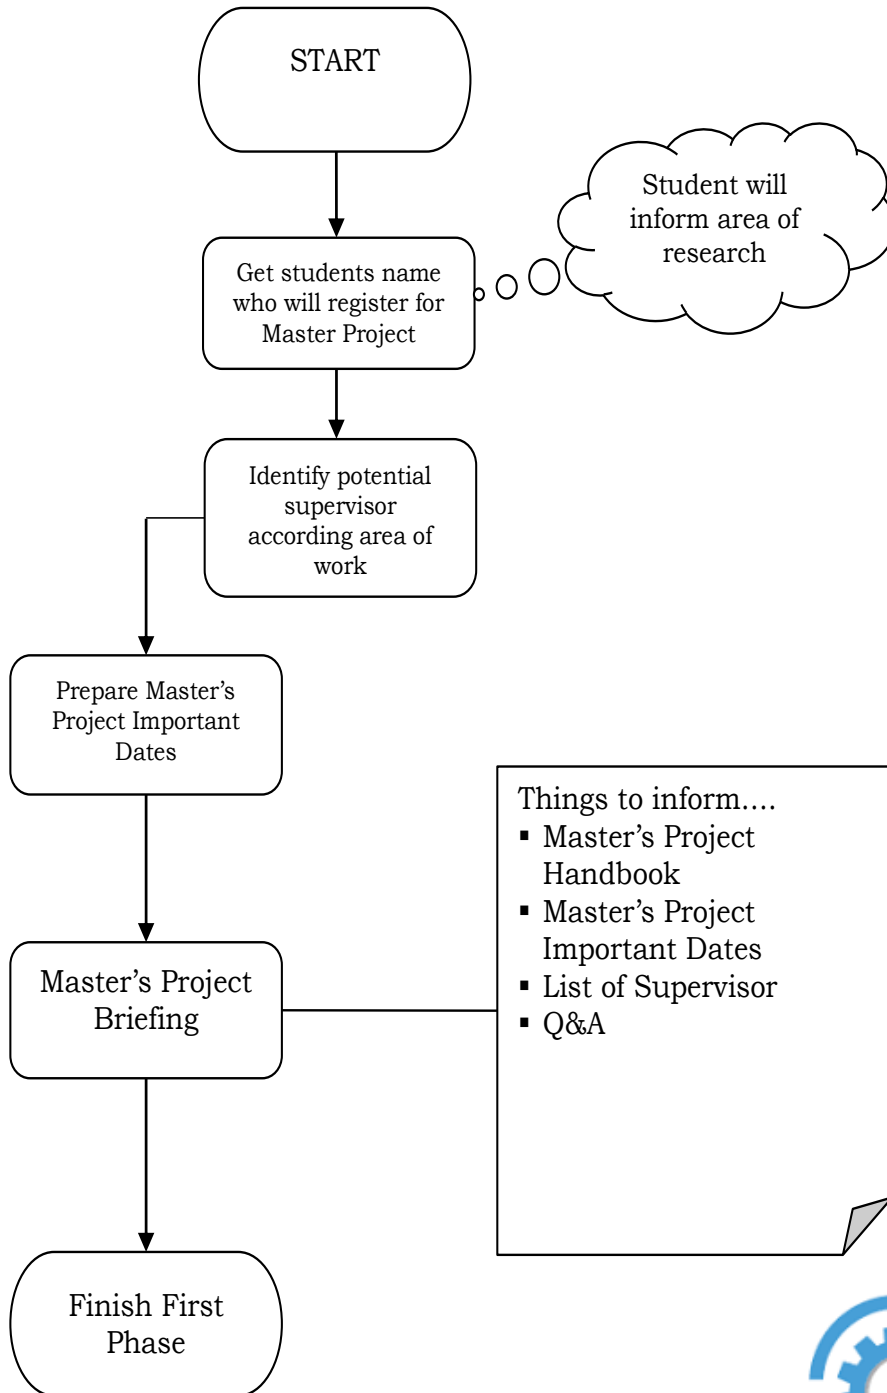 START
Student will
inform area of
research
Get students name
who will register for
Master Project
Identify potential
supervisor
according area of
work
Prepare Master's
Project Important
Dates
Things to inform....
▪ Master's Project
Handbook
▪ Master's Project
Important Dates
▪ List of Supervisor
▪ Q&A
Master's Project
Briefing
Finish First
Phase